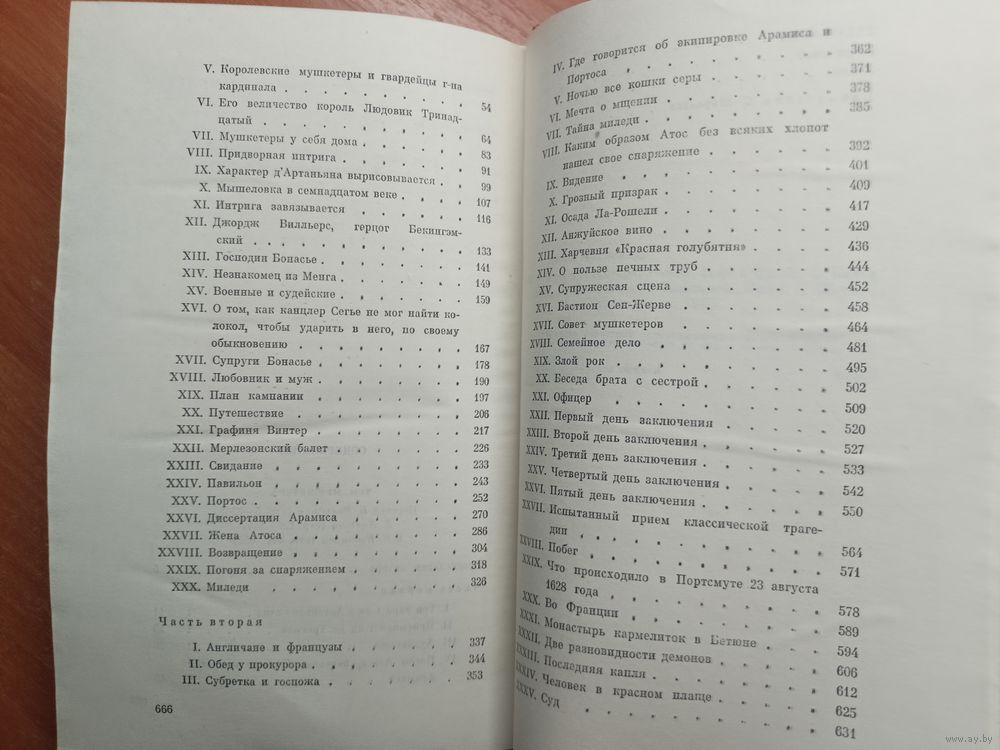 V. Королевские мушкетеры и гвардейцы г-на
кардинала . . . . . . . . . . 54
VI. Его величество король Людовик Тринад-
цатый . . . . . . . . . . 64
VII. Мушкетеры у себя дома . . . . . . 83
VIII. Придворная интрига . . . . . . . 91
IX. Характер д'Артаньяна вырисовывается . . 99
X. Мышеловка в семнадцатом веке . . . . 107
XI. Интрига завязывается . . . . . . 116
XII. Джордж Вилльерс, герцог Бекингэм-
ский . . . . . . . . . . 133
XIII. Господин Бонасье . . . . . . . 141
XIV. Незнакомец из Менга . . . . . . 149
XV. Военные и судейские . . . . . . 159
XVI. О том, как канцлер Сегье не мог найти ко-
локол, чтобы ударить в него, по своему
обыкновению . . . . . . . . 167
XVII. Супруги Бонасье . . . . . . . 178
XVIII. Любовник и муж . . . . . . . 190
XIX. План кампании . . . . . . . 197
XX. Путешествие . . . . . . . . 206
XXI. Графиня Винтер . . . . . . . 217
XXII. Мерлезонский балет . . . . . . 226
XXIII. Свидание . . . . . . . . 233
XXIV. Павильон . . . . . . . . 243
XXV. Портос . . . . . . . . . 252
XXVI. Диссертация Арамиса . . . . . . 270
XXVII. Жена Атоса . . . . . . . . 286
XXVIII. Возвращение . . . . . . . . 304
XXIX. Погоня за снаряжением . . . . . 318
XXX. Миледи . . . . . . . . . 326
Часть вторая
I. Англичане и французы . . . . . 337
II. Обед у прокурора . . . . . . . 344
III. Субретка и госпожа . . . . . . 353
666
IV. Где говорится об экипировке Арамиса и
Портоса . . . . . . . . . 362
V. Ночью все кошки серы . . . . . . 371
VI. Мечта о мщении . . . . . . . 378
VII. Тайна миледи . . . . . . . . 385
VIII. Каким образом Атос без всяких хлопот
нашел свое снаряжение . . . . . 392
IX. Видение . . . . . . . . . 401
X. Грозный призрак . . . . . . . 409
XI. Осада Ла-Рошели . . . . . . . 417
XII. Анжуйское вино . . . . . . . 429
XIII. Харчевня «Красная голубятня» . . . . 436
XIV. О пользе печных труб . . . . . . 444
XV. Супружеская сцена . . . . . . 452
XVI. Бастион Сен-Жерве . . . . . . 458
XVII. Совет мушкетеров . . . . . . 464
XVIII. Семейное дело . . . . . . . 481
XIX. Злой рок . . . . . . . . 495
XX. Беседа брата с сестрой . . . . . . 502
XXI. Офицер . . . . . . . . . 509
XXII. Первый день заключения . . . . . 520
XXIII. Второй день заключения . . . . . 527
XXIV. Третий день заключения . . . . . 533
XXV. Четвертый день заключения . . . . 542
XXVI. Пятый день заключения . . . . . 550
XXVII. Испытанный прием классической траге-
дии . . . . . . . . . . 564
XXVIII. Побег . . . . . . . . . 571
XXIX. Что происходило в Портсмуте 23 августа
1628 года . . . . . . . . 578
XXX. Во Франции . . . . . . . . 589
XXXI. Монастырь кармелиток в Бетюне . . . 594
XXXII. Две разновидности демонов . . . . 606
XXXIII. Последняя капля . . . . . . . 612
XXXIV. Человек в красном плаще . . . . . 625
XXXV. Суд . . . . . . . . . 631
www.ay.by